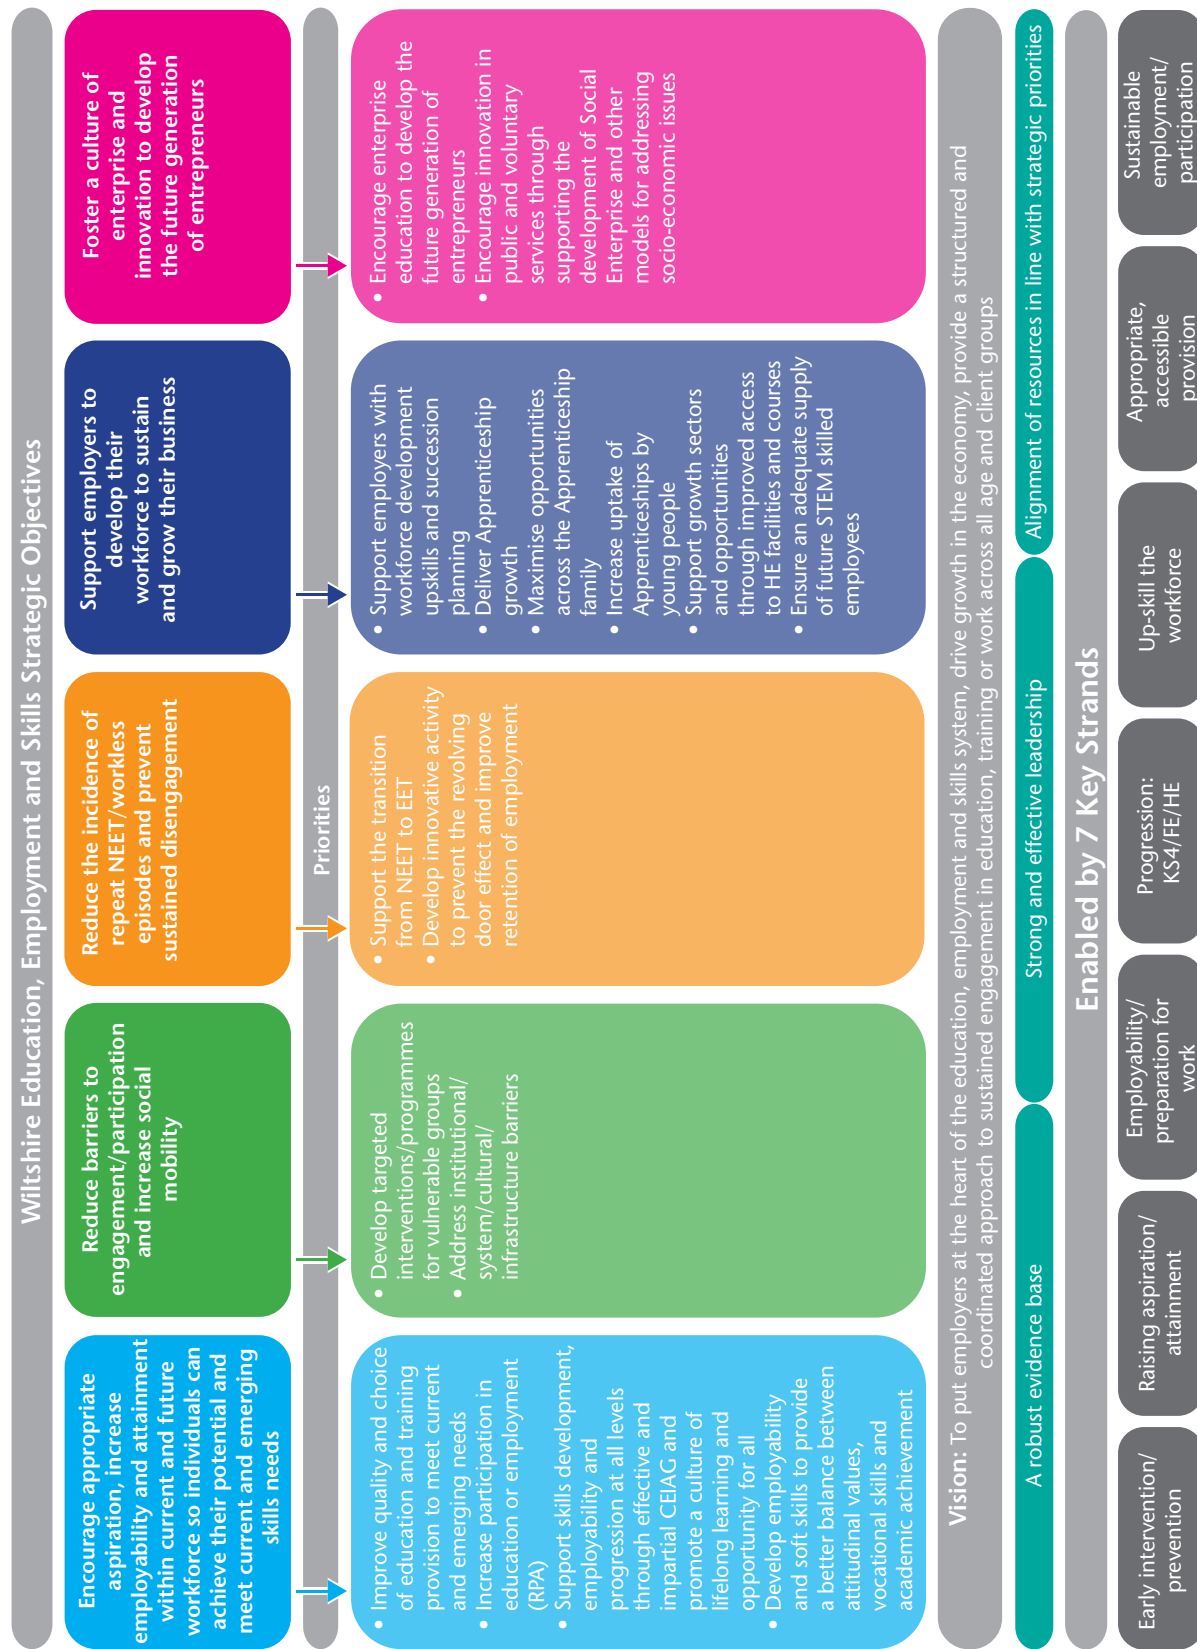 Wiltshire Education, Employment and Skills Strategic Objectives
Encourage appropriate
aspiration, increase
employability and attainment
within current and future
workforce so individuals can
achieve their potential and
meet current and emerging
skills needs
Reduce barriers to
engagement/participation
and increase social
mobility
Reduce the incidence of
repeat NEET/workless
episodes and prevent
sustained disengagement
Support employers to
develop their
workforce to sustain
and grow their business
Foster a culture of
enterprise and
innovation to develop
the future generation
of entrepreneurs
Priorities
• Improve quality and choice
of education and training
provision to meet current
and emerging needs
• Increase participation in
education or employment
(RPA)
• Support skills development,
employability and
progression at all levels
through effective and
impartial CEIAG and
promote a culture of
lifelong learning and
opportunity for all
• Develop employability
and soft skills to provide
a better balance between
attitudinal values,
vocational skills and
academic achievement
• Develop targeted
interventions/programmes
for vulnerable groups
• Address institutional/
system/cultural/
infrastructure barriers
• Support the transition
from NEET to EET
• Develop innovative activity
to prevent the revolving
door effect and improve
retention of employment
• Support employers with
workforce development
upskills and succession
planning
• Deliver Apprenticeship
growth
• Maximise opportunities
across the Apprenticeship
family
• Increase uptake of
Apprenticeships by
young people
• Support growth sectors
and opportunities
through improved access
to HE facilities and courses
• Ensure an adequate supply
of future STEM skilled
employees
• Encourage enterprise
education to develop the
future generation of
entrepreneurs
• Encourage innovation in
public and voluntary
services through
supporting the
development of Social
Enterprise and other
models for addressing
socio-economic issues
Vision: To put employers at the heart of the education, employment and skills system, drive growth in the economy, provide a structured and
coordinated approach to sustained engagement in education, training or work across all age and client groups
A robust evidence base
Strong and effective leadership
Alignment of resources in line with strategic priorities
Enabled by 7 Key Strands
Early intervention/
prevention
Raising aspiration/
attainment
Employability/
preparation for
work
Progression:
KS4/FE/HE
Up-skill the
workforce
Appropriate,
accessible
provision
Sustainable
employment/
participation